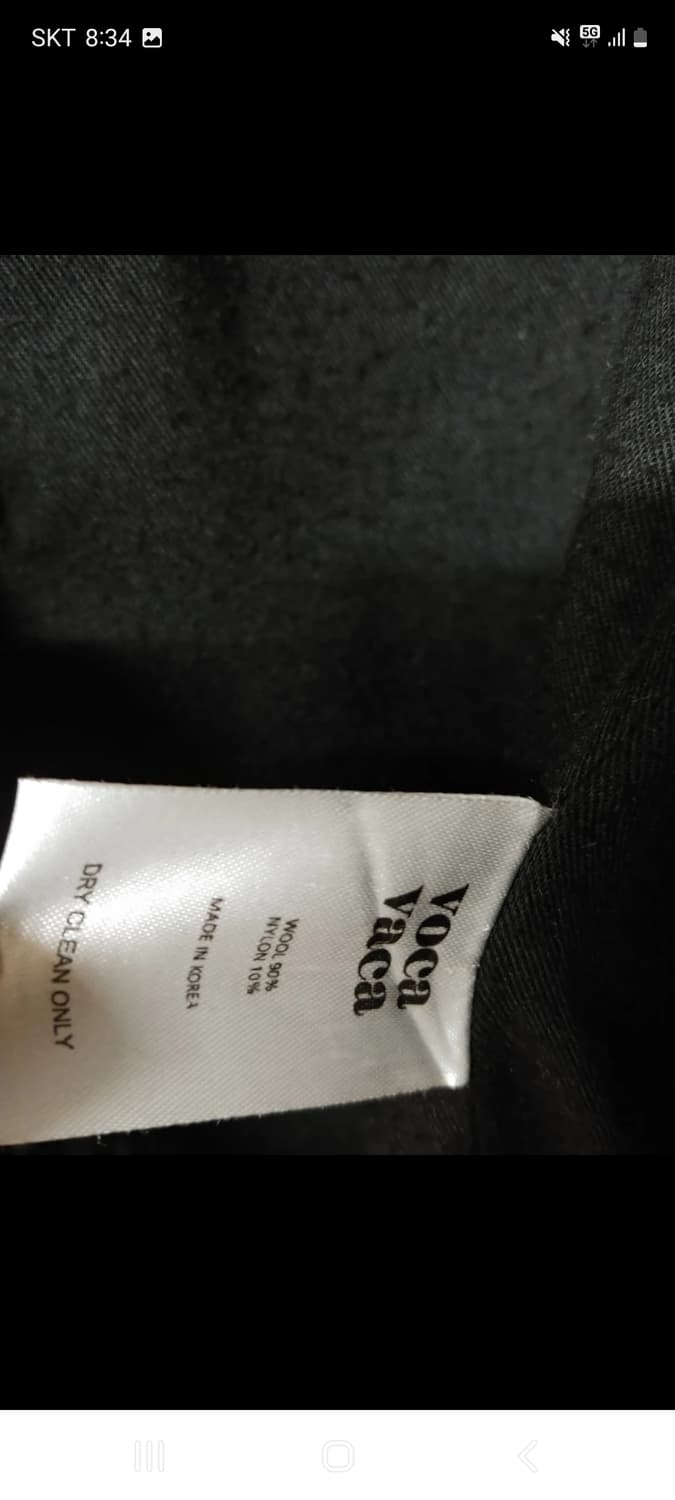 SKT 8:34
5G
voca
vaca
WOOL 90%
NYLON 10%
MADE IN KOREA
DRY CLEAN ONLY